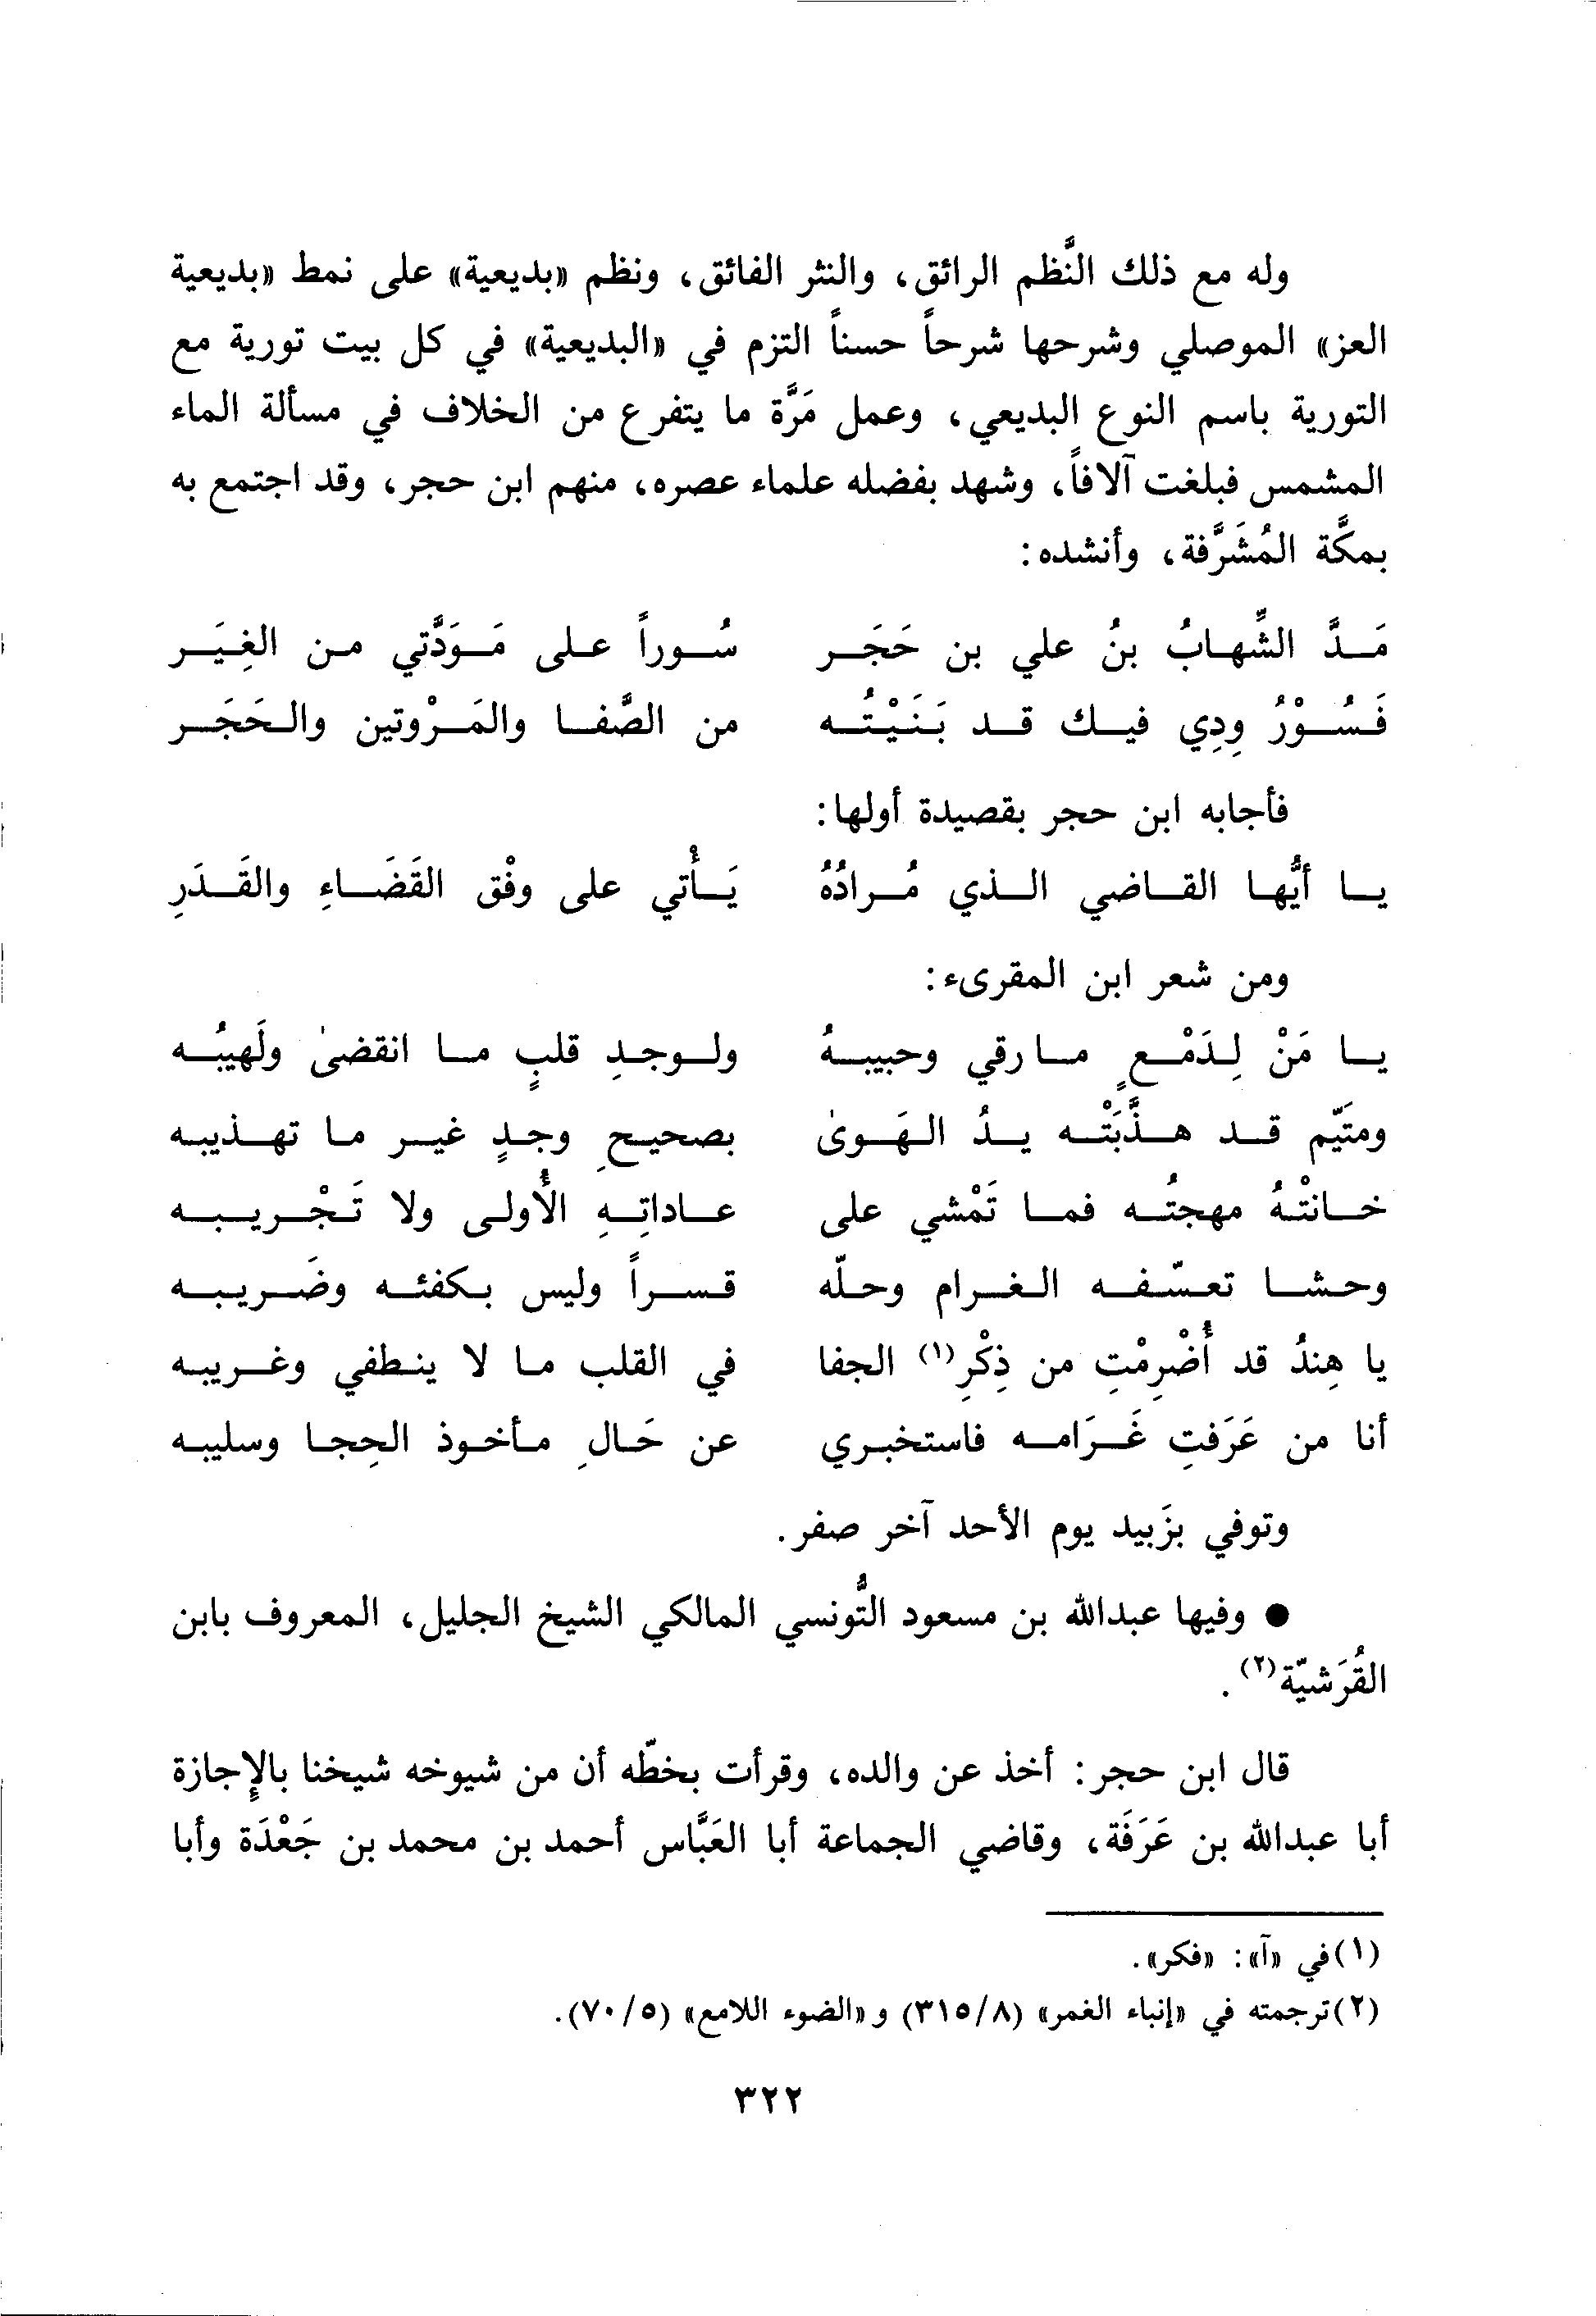 وله مع ذلك النَّظم الرائق، والنثر الفائق، ونظم «بديعية» على نمط «بديعية
العز» الموصلي وشرحها شرحاً حسناً التزم في «البديعية» في كل بيت تورية مع
التورية باسم النوع البديعي، وعمل مَرَّة ما يتفرع من الخلاف في مسألة الماء
المشمس فبلغت آلافاً، وشهد بفضله علماء عصره، منهم ابن حجر، وقد اجتمع به
بمكَّة المُشَرَّفة، وأنشده:
مَدَّ الشِّهابُ بنُ علي بن حَجَر سُوراً على مَوَدَّتي من الغِيَر
فَسُوْرُ وِدِي فيك قد بَنَيْتُه من الصَّفا والمَرْوتين والحَجَر
فأجابه ابن حجر بقصيدة أولها:
يا أيُّها القاضي الذي مُرادُهُ يَأْتي على وفْق القَضَاءِ والقَدَرِ
ومن شعر ابن المقرىء:
يا مَنْ لِدَمْعٍ ما رقي وحبيبهُ ولوجدِ قلبٍ ما انقضىٰ ولَهيبُه
ومتَيّم قد هذَّبَتْه يدُ الهَوىٰ بصحيحِ وجدٍ غير ما تهذيبه
خانتْهُ مهجتُه فما تَمْشي على عاداتِهِ الأُولى ولا تَجْريبه
وحشا تعسّفه الغرام وحلّه قسراً وليس بكفئه وضَريبه
يا هِندُ قد أُضْرِمْتِ من ذِكْرِ(١) الجفا في القلب ما لا ينطفي وغريبه
أنا من عَرَفتِ غَرَامه فاستخبري عن حَالِ مأخوذ الحِجا وسليبه
وتوفي بزَبيد يوم الأحد آخر صفر.
● وفيها عبدالله بن مسعود التُّونسي المالكي الشيخ الجليل، المعروف بابن
القُرَشيّة(٢).
قال ابن حجر: أخذ عن والده، وقرأت بخطّه أن من شيوخه شيخنا بالإِجازة
أبا عبدالله بن عَرَفَة، وقاضي الجماعة أبا العَبَّاس أحمد بن محمد بن جَعْدَة وأبا
(١) في «آ»: «فكر».
(٢) ترجمته في «إنباء الغمر» (٣١٥/٨) و«الضوء اللامع» (٧٠/٥).
٣٢٢